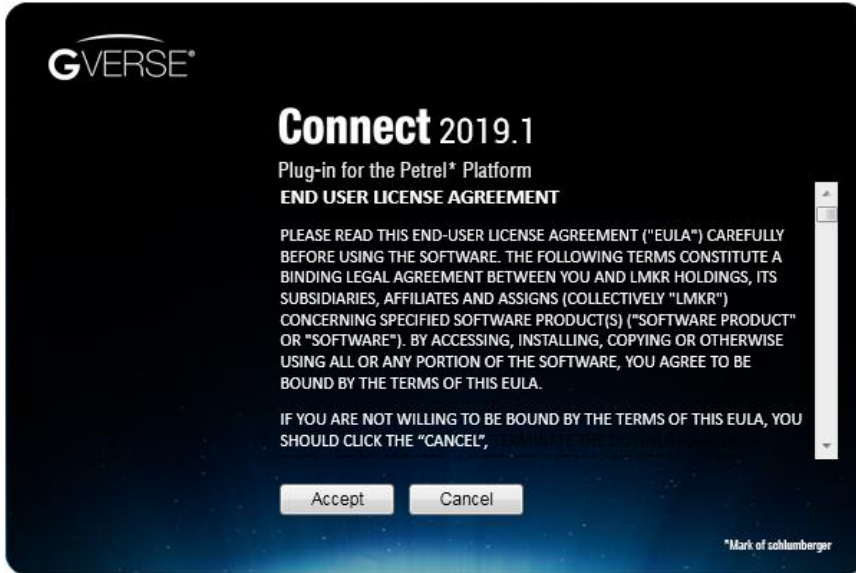 GVERSE®
Connect 2019.1
Plug-in for the Petrel* Platform
END USER LICENSE AGREEMENT
PLEASE READ THIS END-USER LICENSE AGREEMENT ("EULA") CAREFULLY
BEFORE USING THE SOFTWARE. THE FOLLOWING TERMS CONSTITUTE A
BINDING LEGAL AGREEMENT BETWEEN YOU AND LMKR HOLDINGS, ITS
SUBSIDIARIES, AFFILIATES AND ASSIGNS (COLLECTIVELY "LMKR")
CONCERNING SPECIFIED SOFTWARE PRODUCT(S) ("SOFTWARE PRODUCT"
OR "SOFTWARE"). BY ACCESSING, INSTALLING, COPYING OR OTHERWISE
USING ALL OR ANY PORTION OF THE SOFTWARE, YOU AGREE TO BE
BOUND BY THE TERMS OF THIS EULA.
IF YOU ARE NOT WILLING TO BE BOUND BY THE TERMS OF THIS EULA, YOU
SHOULD CLICK THE “CANCEL”,
Accept
Cancel
*Mark of schlumberger